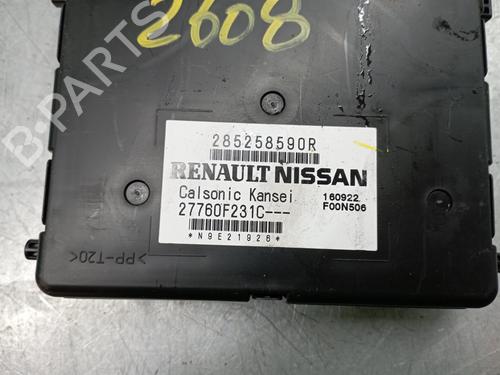 2608
285258590R
RENAULT NISSAN
Calsonic Kansei 160922
27760F231C--- F00N506
*N9E21926*
>PP-T20<
B-PARTS